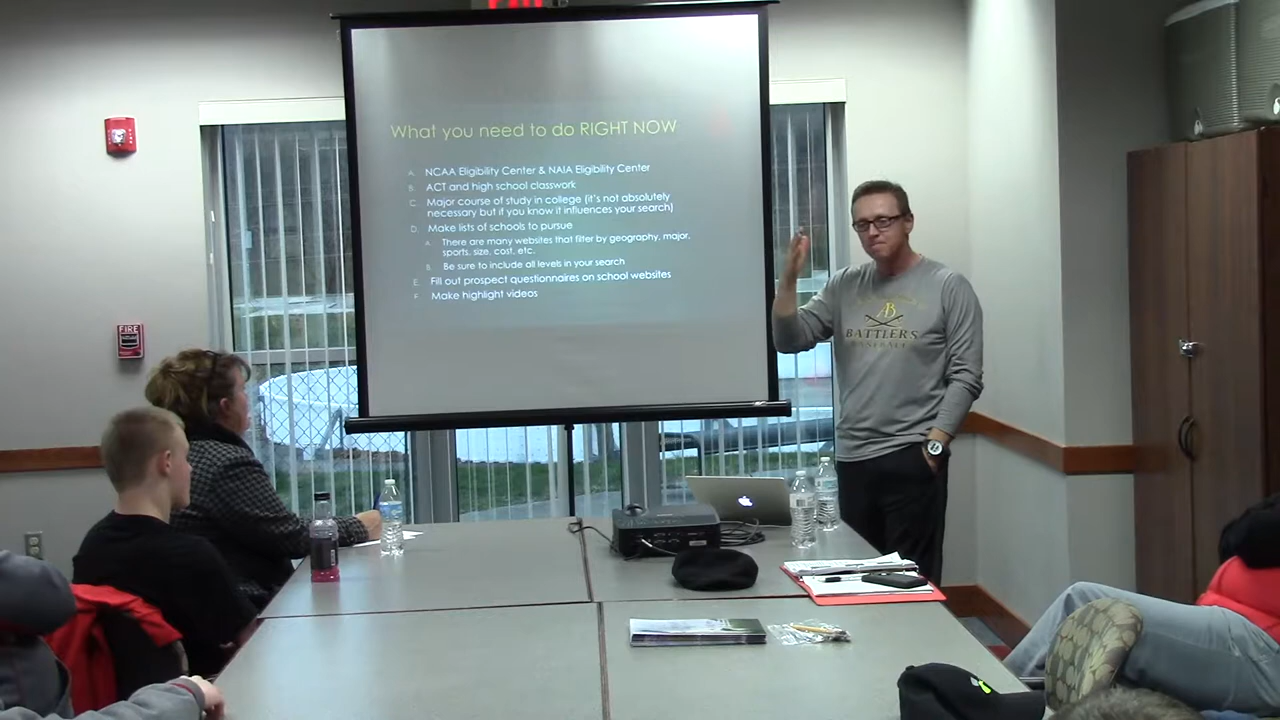 What you need to do RIGHT NOW
A. NCAA Eligibility Center & NAIA Eligibility Center
B. ACT and high school classwork
C. Major course of study in college (it's not absolutely
necessary but if you know it influences your search)
D. Make lists of schools to pursue
A. There are many websites that filter by geography, major,
sports, size, cost, etc.
B. Be sure to include all levels in your search
E. Fill out prospect questionnaires on school websites
F. Make highlight videos
FIRE
AB
BATTLERS
BASEBALL